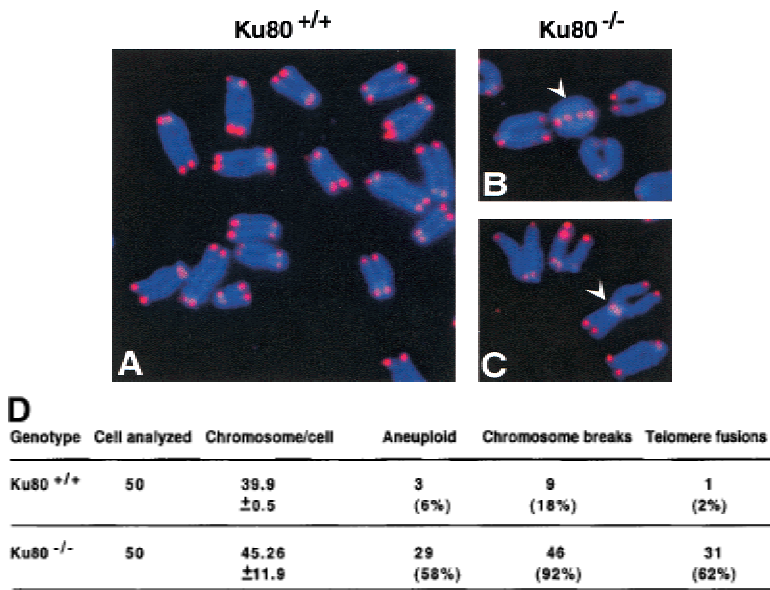 Ku80 +/+
Ku80 -/-
A
B
C
D
Genotype Cell analyzed Chromosome/cell Aneuploid Chromosome breaks Telomere fusions
Ku80 +/+ 50 39.9 3 9 1
±0.5 (6%) (18%) (2%)
Ku80 -/- 50 45.26 29 46 31
±11.9 (58%) (92%) (62%)